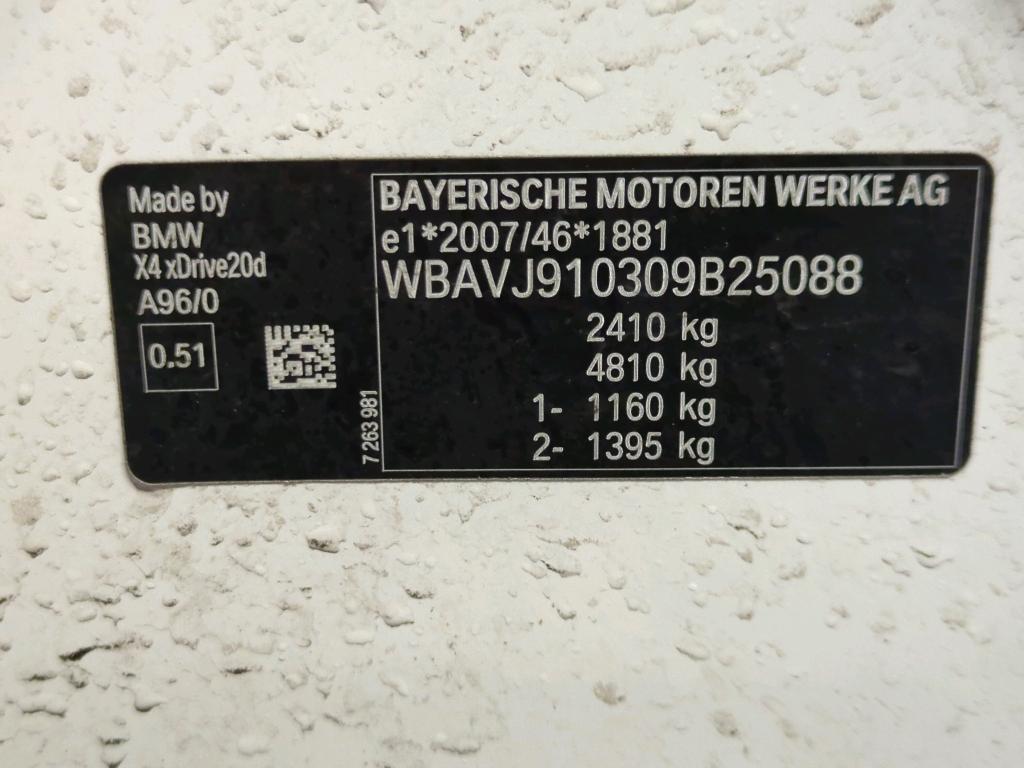 Made by
BMW
X4 xDrive20d
A96/0
0.51
7 263 981
BAYERISCHE MOTOREN WERKE AG
e1*2007/46*1881
WBAVJ910309B25088
2410 kg
4810 kg
1- 1160 kg
2- 1395 kg